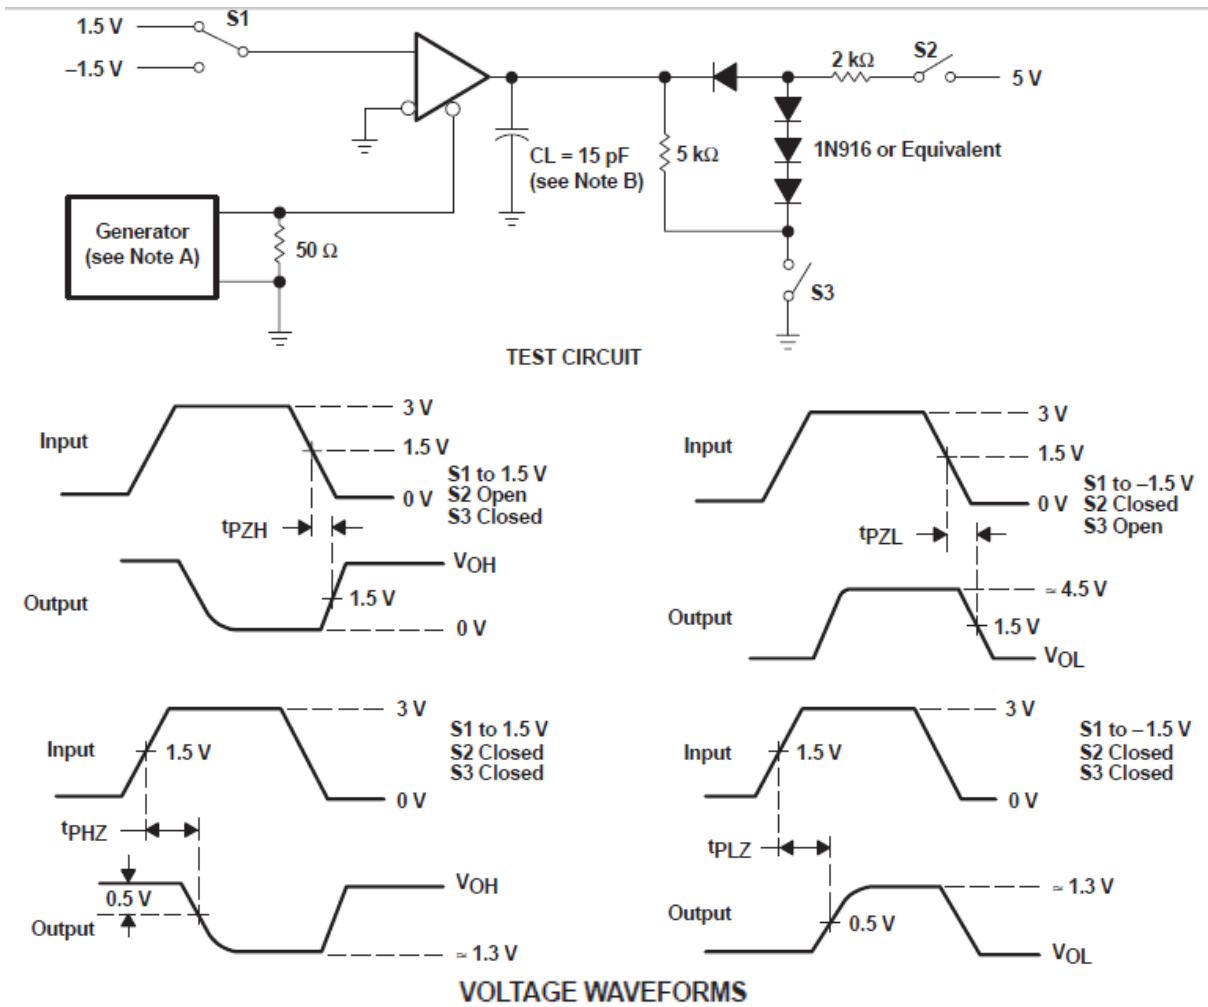 1.5 V
S1
–1.5 V
2 kΩ
S2
5 V
CL = 15 pF
(see Note B)
5 kΩ
1N916 or Equivalent
Generator
(see Note A)
50 Ω
S3
TEST CIRCUIT
Input
3 V
1.5 V
0 V
S1 to 1.5 V
S2 Open
S3 Closed
tPZH
Output
VOH
1.5 V
0 V
Input
3 V
1.5 V
0 V
S1 to –1.5 V
S2 Closed
S3 Open
tPZL
Output
≃ 4.5 V
1.5 V
VOL
Input
3 V
1.5 V
0 V
S1 to 1.5 V
S2 Closed
S3 Closed
tPHZ
0.5 V
Output
VOH
≃ 1.3 V
Input
3 V
1.5 V
0 V
S1 to – 1.5 V
S2 Closed
S3 Closed
tPLZ
Output
≃ 1.3 V
0.5 V
VOL
VOLTAGE WAVEFORMS